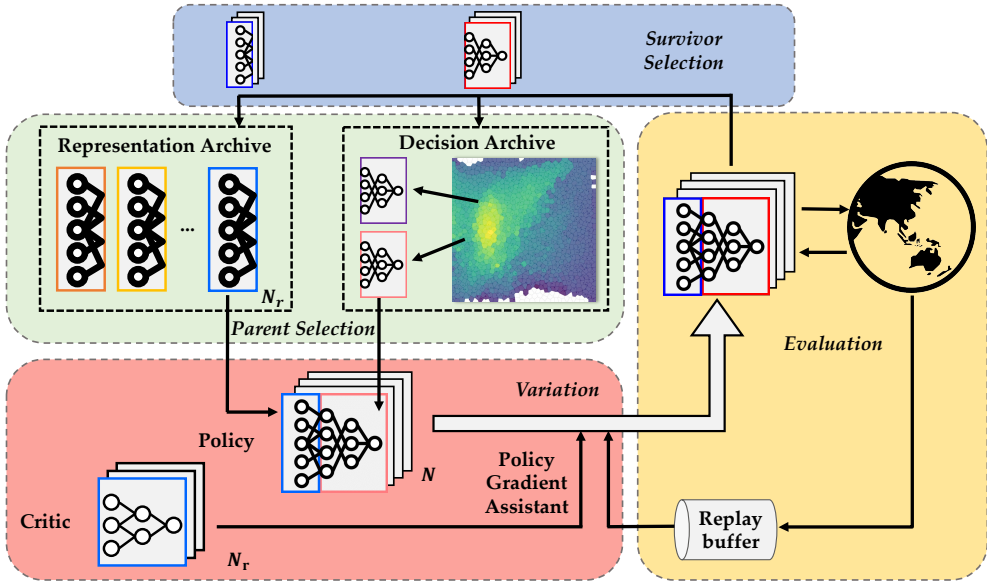 Survivor
Selection
Representation Archive
...
N_r
Decision Archive
Parent Selection
Evaluation
Variation
Policy
N
Policy
Gradient
Assistant
Critic
N_r
Replay
buffer